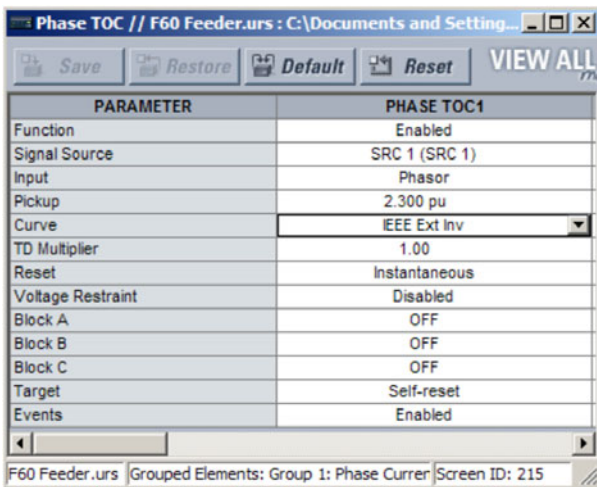 Phase TOC // F60 Feeder.urs : C:\Documents and Setting...
Save Restore Default Reset VIEW ALL
PARAMETER PHASE TOC1
Function Enabled
Signal Source SRC 1 (SRC 1)
Input Phasor
Pickup 2.300 pu
Curve IEEE Ext Inv
TD Multiplier 1.00
Reset Instantaneous
Voltage Restraint Disabled
Block A OFF
Block B OFF
Block C OFF
Target Self-reset
Events Enabled
F60 Feeder.urs Grouped Elements: Group 1: Phase Currer Screen ID: 215